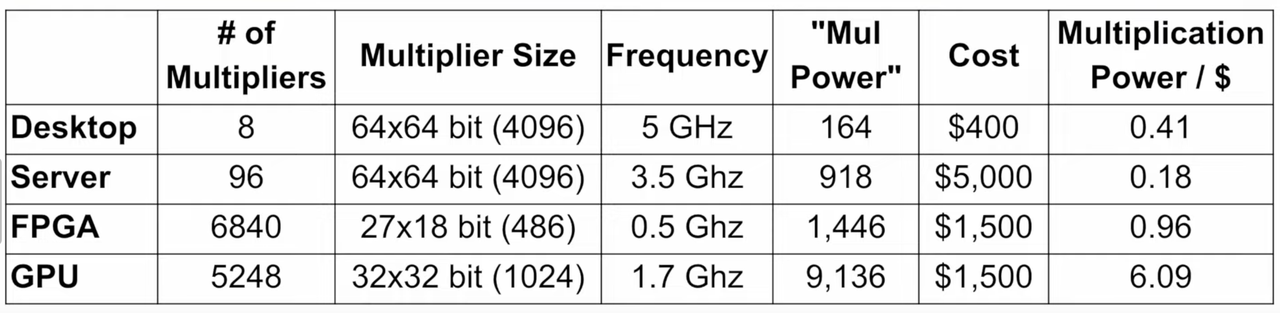 # of Multipliers Multiplier Size Frequency "Mul Power" Cost Multiplication Power / $
Desktop 8 64x64 bit (4096) 5 GHz 164 $400 0.41
Server 96 64x64 bit (4096) 3.5 Ghz 918 $5,000 0.18
FPGA 6840 27x18 bit (486) 0.5 Ghz 1,446 $1,500 0.96
GPU 5248 32x32 bit (1024) 1.7 Ghz 9,136 $1,500 6.09